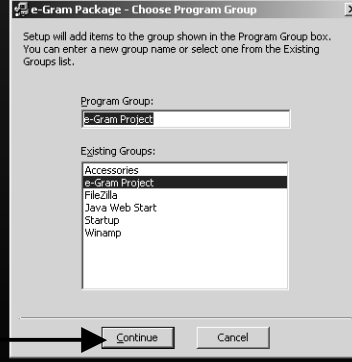 e-Gram Package - Choose Program Group
Setup will add items to the group shown in the Program Group box.
You can enter a new group name or select one from the Existing
Groups list.
Program Group:
e-Gram Project
Existing Groups:
Accessories
e-Gram Project
FileZilla
Java Web Start
Startup
Winamp
Continue
Cancel